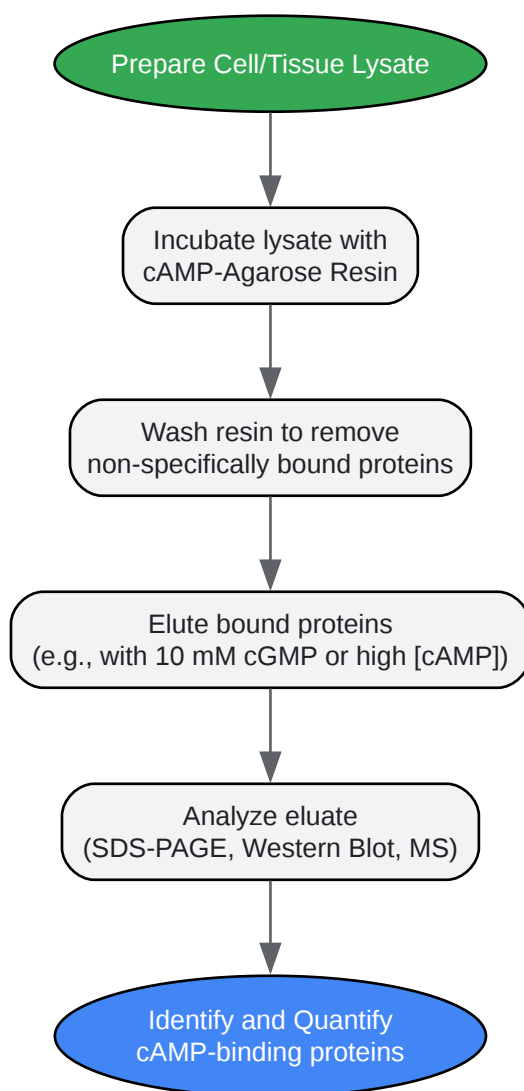 Prepare Cell/Tissue Lysate
Incubate lysate with
cAMP-Agarose Resin
Wash resin to remove
non-specifically bound proteins
Elute bound proteins
(e.g., with 10 mM cGMP or high [cAMP])
Analyze eluate
(SDS-PAGE, Western Blot, MS)
Identify and Quantify
cAMP-binding proteins